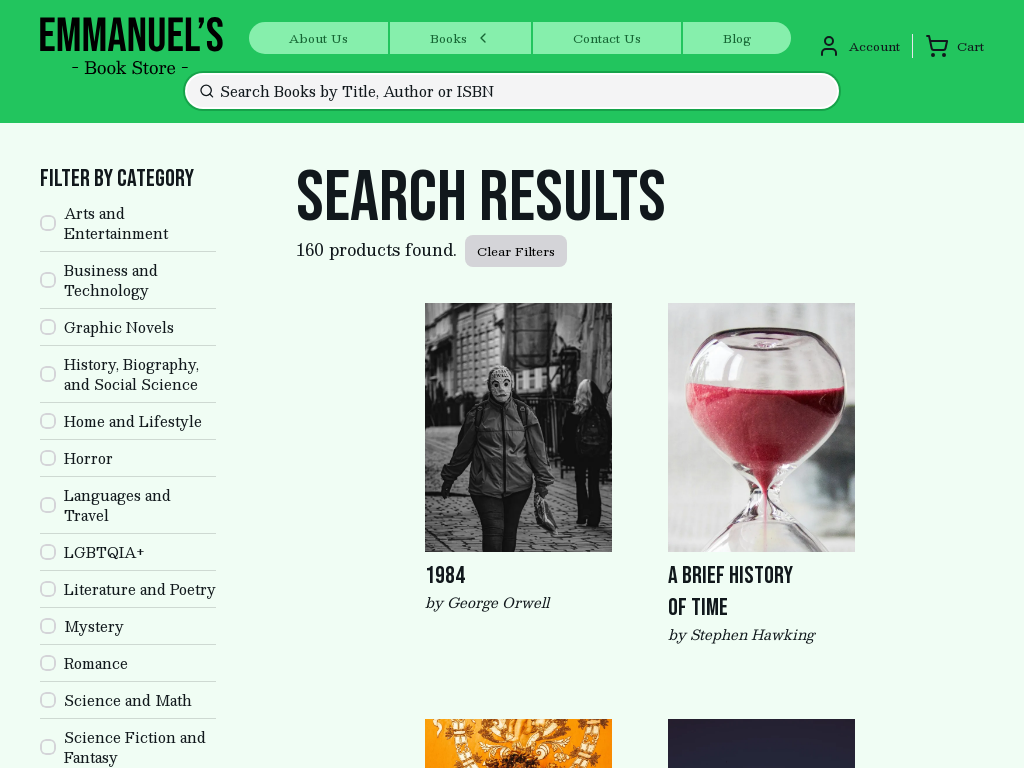 EMMANUEL'S
- Book Store -
About Us
Books
Contact Us
Blog
Account
Cart
Search Books by Title, Author or ISBN
FILTER BY CATEGORY
Arts and
Entertainment
Business and
Technology
Graphic Novels
History, Biography,
and Social Science
Home and Lifestyle
Horror
Languages and
Travel
LGBTQIA+
Literature and Poetry
Mystery
Romance
Science and Math
Science Fiction and
Fantasy
SEARCH RESULTS
160 products found.
Clear Filters
1984
by George Orwell
A BRIEF HISTORY
OF TIME
by Stephen Hawking